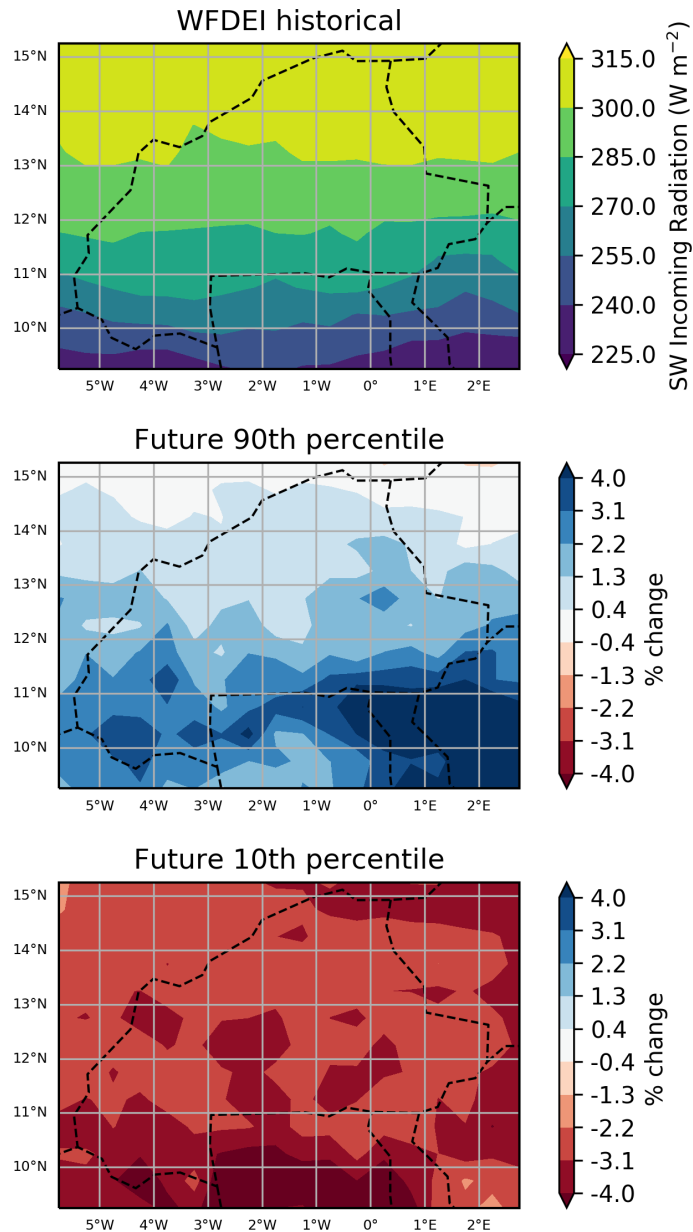 WFDEI historical
15°N
14°N
13°N
12°N
11°N
10°N
5°W 4°W 3°W 2°W 1°W 0° 1°E 2°E
315.0
300.0
285.0
270.0
255.0
240.0
225.0
SW Incoming Radiation (W m⁻²)
Future 90th percentile
15°N
14°N
13°N
12°N
11°N
10°N
5°W 4°W 3°W 2°W 1°W 0° 1°E 2°E
4.0
3.1
2.2
1.3
0.4
-0.4
-1.3
-2.2
-3.1
-4.0
% change
Future 10th percentile
15°N
14°N
13°N
12°N
11°N
10°N
5°W 4°W 3°W 2°W 1°W 0° 1°E 2°E
4.0
3.1
2.2
1.3
0.4
-0.4
-1.3
-2.2
-3.1
-4.0
% change